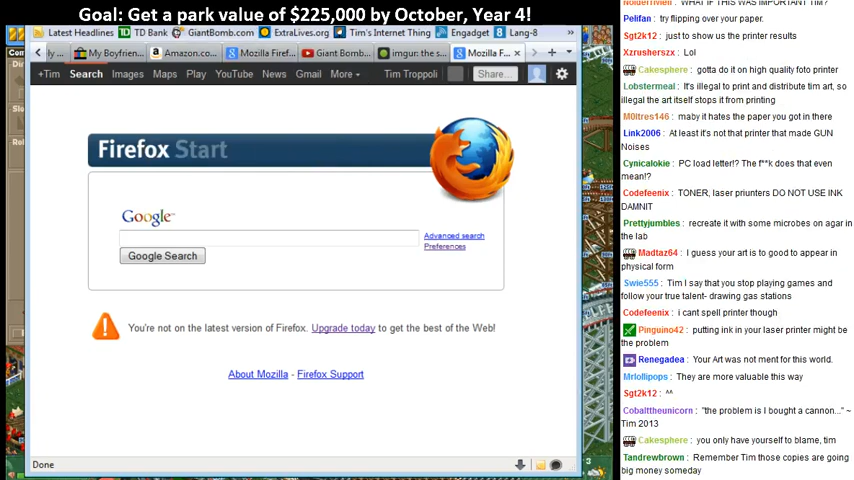 Goal: Get a park value of $225,000 by October, Year 4!
Latest Headlines TD Bank GiantBomb.com ExtraLives.org Tim's Internet Thing Engadget Lang-8
My Boyfrien... Amazon.co... Mozilla Firef... Giant Bomb... imgur: the s... Mozilla F...
+Tim Search Images Maps Play YouTube News Gmail More Tim Troppoli Share...
Firefox Start
Google
Advanced search
Preferences
Google Search
You're not on the latest version of Firefox. Upgrade today to get the best of the Web!
About Mozilla - Firefox Support
Done
Pelifan: try flipping over your paper.
Sgt2k12: just to show us the printer results
Xzrusherszx: Lol
Cakesphere: gotta do it on high quality foto printer
Lobstermeal: It's illegal to print and distribute tim art, so
illegal the art itself stops it from printing
M0ltres146: maby it hates the paper you got in there
Link2006: At least it's not that printer that made GUN
Noises
Cynicalokie: PC load letter!? The f**k does that even
mean!?
Codefeenix: TONER, laser priunters DO NOT USE INK
DAMNIT
Prettyjumbles: recreate it with some microbes on agar in
the lab
Madtaz64: I guess your art is to good to appear in
physical form
Swie555: Tim I say that you stop playing games and
follow your true talent- drawing gas stations
Codefeenix: i cant spell printer though
Pinguino42: putting ink in your laser printer might be
the problem
Renegadea: Your Art was not ment for this world.
Mrlollipops: They are more valuable this way
Sgt2k12: ^^
Cobalttheunicorn: "the problem is I bought a cannon..." ~
Tim 2013
Cakesphere: you only have yourself to blame, tim
Tandrewbrown: Remember Tim those copies are going
big money someday